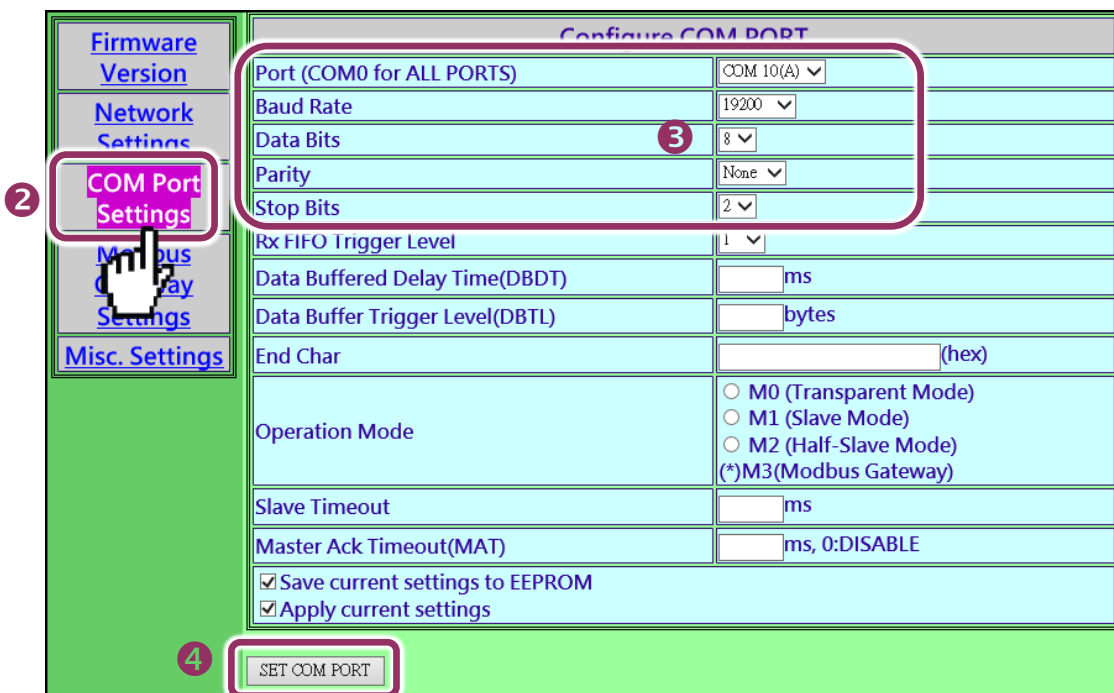 Firmware
Version
Network
Settings
COM Port
Settings
Modbus
Settings
Misc. Settings
Configure COM PORT
Port (COM0 for ALL PORTS) COM 10(A)
Baud Rate 19200
Data Bits 8
Parity None
Stop Bits 2
Rx FIFO Trigger Level 1
Data Buffered Delay Time(DBDT) ms
Data Buffer Trigger Level(DBTL) bytes
End Char (hex)
Operation Mode
M0 (Transparent Mode)
M1 (Slave Mode)
M2 (Half-Slave Mode)
(*)M3(Modbus Gateway)
Slave Timeout ms
Master Ack Timeout(MAT) ms, 0:DISABLE
Save current settings to EEPROM
Apply current settings
SET COM PORT
2
3
4